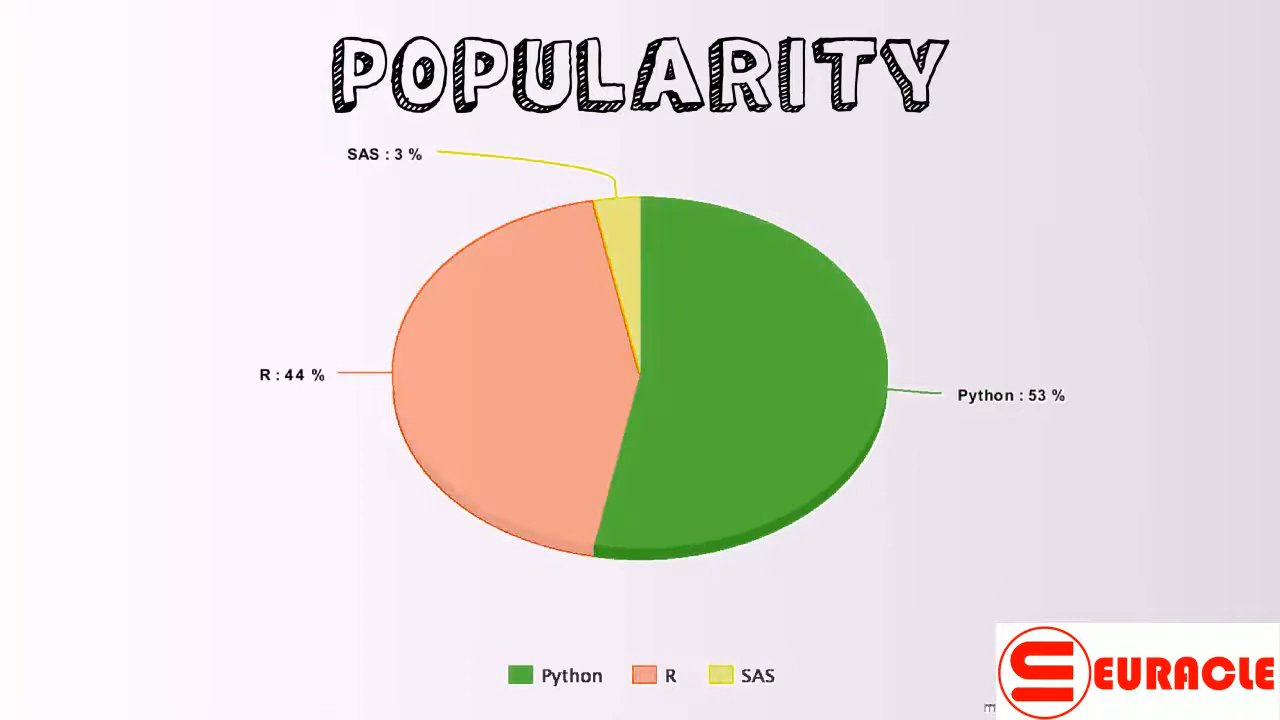 POPULARITY
SAS : 3 %
R : 44 %
Python : 53 %
Python
R
SAS
EURACLE